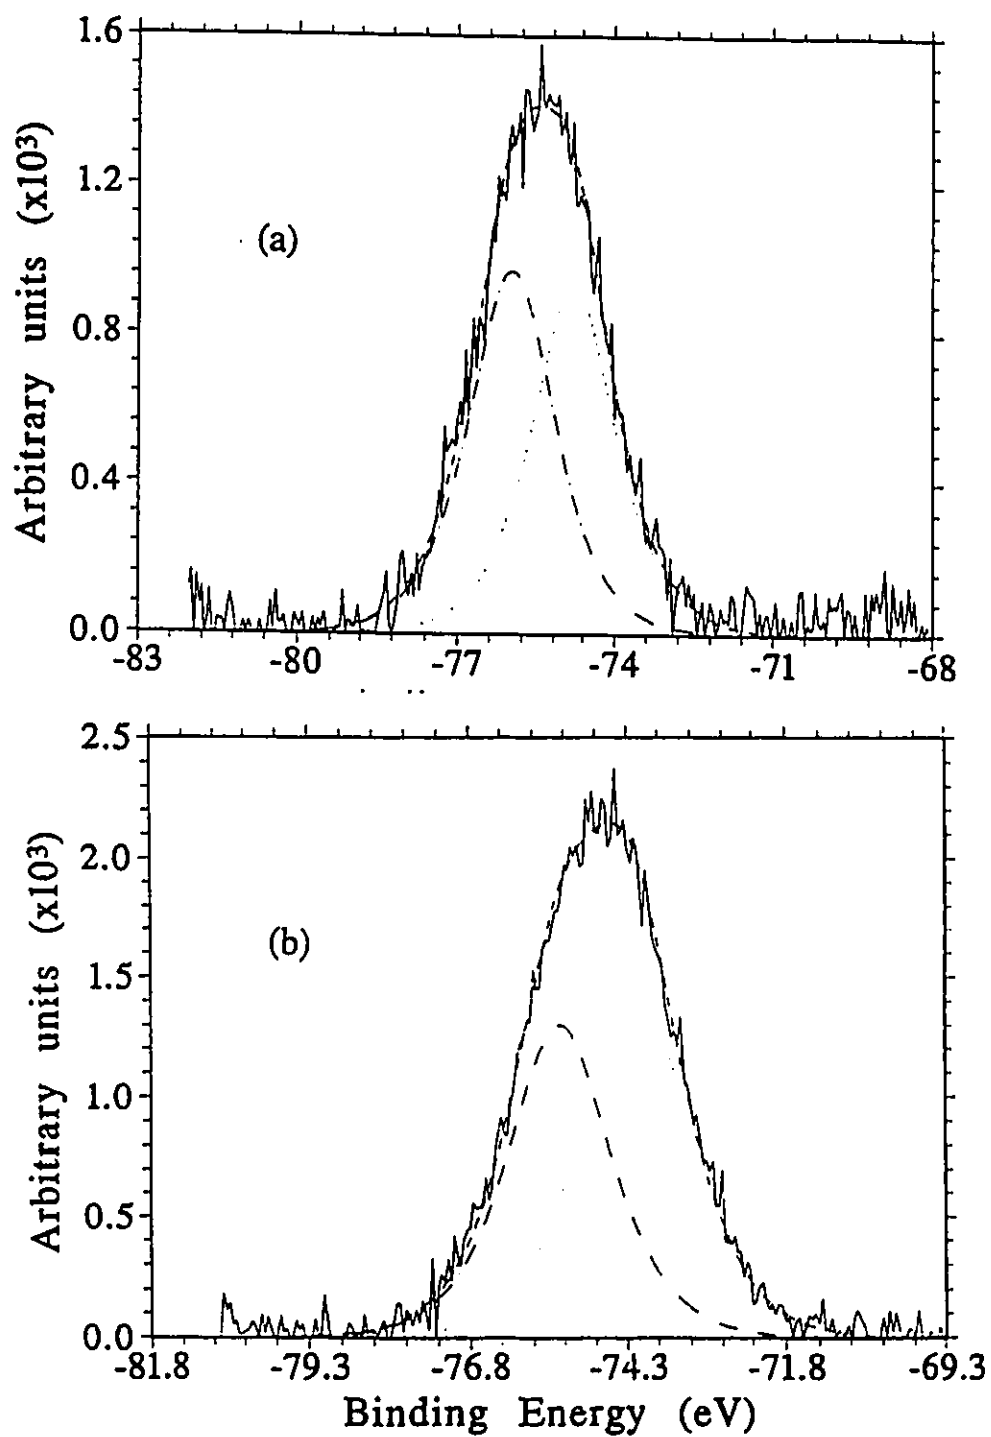 1.6
1.2
0.8
0.4
0.0
Arbitrary units (x10³)
(a)
-83 -80 -77 -74 -71 -68
2.5
2.0
1.5
1.0
0.5
0.0
Arbitrary units (x10³)
(b)
-81.8 -79.3 -76.8 -74.3 -71.8 -69.3
Binding Energy (eV)